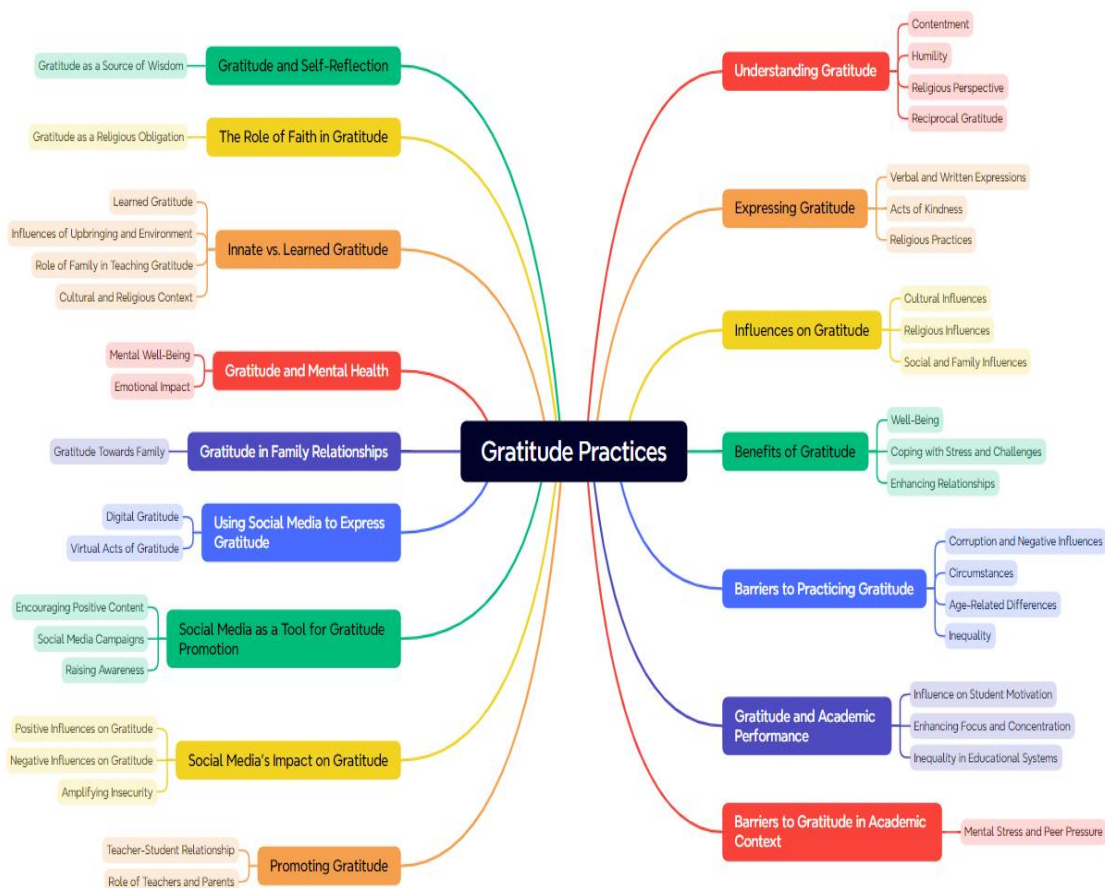 Gratitude Practices
Understanding Gratitude
Contentment
Humility
Religious Perspective
Reciprocal Gratitude
Expressing Gratitude
Verbal and Written Expressions
Acts of Kindness
Religious Practices
Influences on Gratitude
Cultural Influences
Religious Influences
Social and Family Influences
Benefits of Gratitude
Well-Being
Coping with Stress and Challenges
Enhancing Relationships
Barriers to Practicing Gratitude
Corruption and Negative Influences
Circumstances
Age-Related Differences
Inequality
Gratitude and Academic
Performance
Influence on Student Motivation
Enhancing Focus and Concentration
Inequality in Educational Systems
Barriers to Gratitude in Academic
Context
Mental Stress and Peer Pressure
Gratitude and Self-Reflection
Gratitude as a Source of Wisdom
The Role of Faith in Gratitude
Gratitude as a Religious Obligation
Innate vs. Learned Gratitude
Learned Gratitude
Influences of Upbringing and Environment
Role of Family in Teaching Gratitude
Cultural and Religious Context
Gratitude and Mental Health
Mental Well-Being
Emotional Impact
Gratitude in Family Relationships
Gratitude Towards Family
Using Social Media to Express
Gratitude
Digital Gratitude
Virtual Acts of Gratitude
Social Media as a Tool for Gratitude
Promotion
Encouraging Positive Content
Social Media Campaigns
Raising Awareness
Social Media's Impact on Gratitude
Positive Influences on Gratitude
Negative Influences on Gratitude
Amplifying Insecurity
Promoting Gratitude
Teacher-Student Relationship
Role of Teachers and Parents